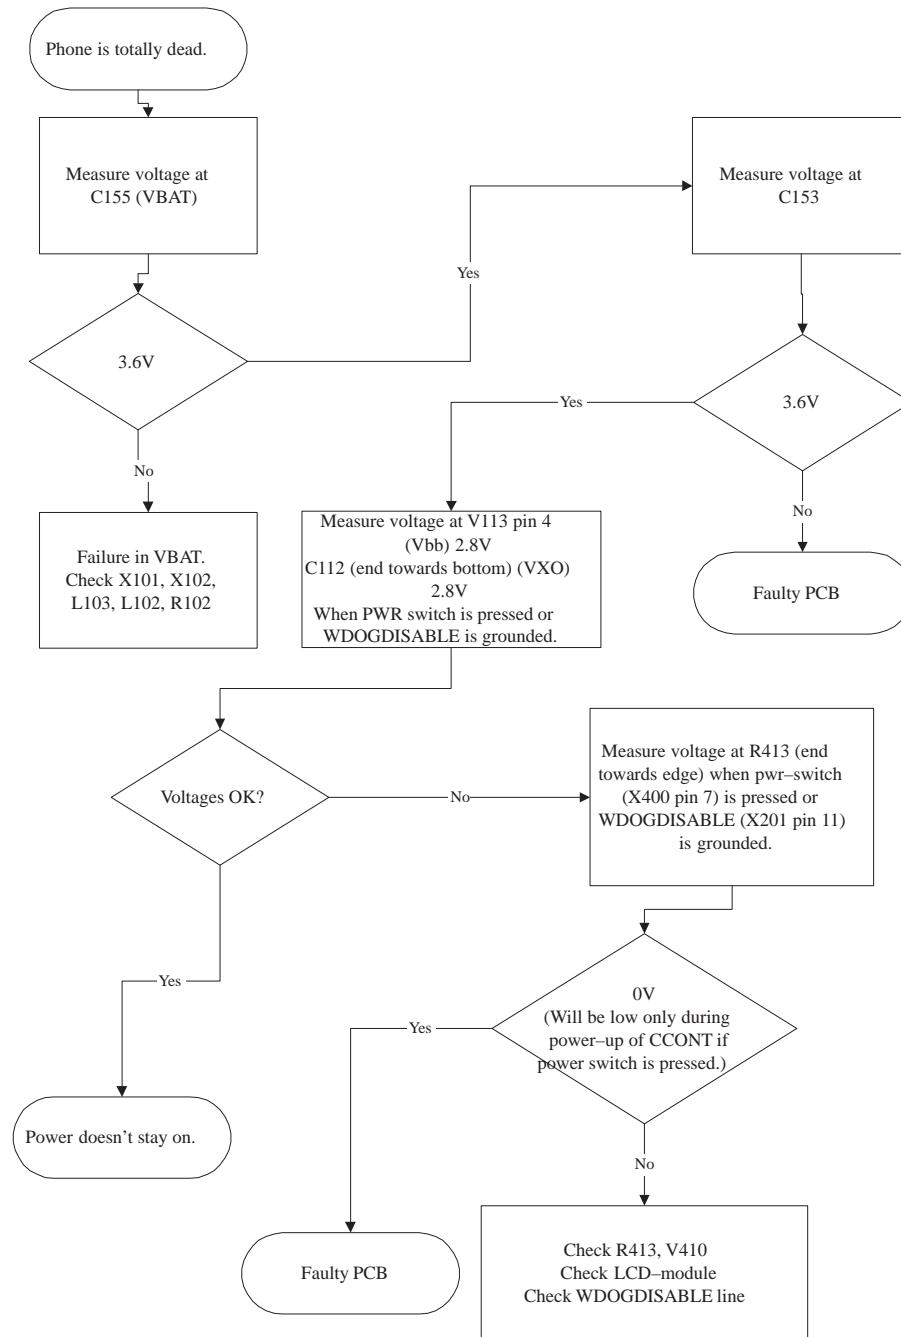 Phone is totally dead.
Measure voltage at
C155 (VBAT)
Measure voltage at
C153
Yes
3.6V
3.6V
Yes
No
No
Failure in VBAT.
Check X101, X102,
L103, L102, R102
Measure voltage at V113 pin 4
(Vbb) 2.8V
C112 (end towards bottom) (VXO)
2.8V
When PWR switch is pressed or
WDOGDISABLE is grounded.
Faulty PCB
Voltages OK?
No
Measure voltage at R413 (end
towards edge) when pwr–switch
(X400 pin 7) is pressed or
WDOGDISABLE (X201 pin 11)
is grounded.
Yes
0V
(Will be low only during
power–up of CCONT if
power switch is pressed.)
Yes
Power doesn't stay on.
No
Faulty PCB
Check R413, V410
Check LCD–module
Check WDOGDISABLE line